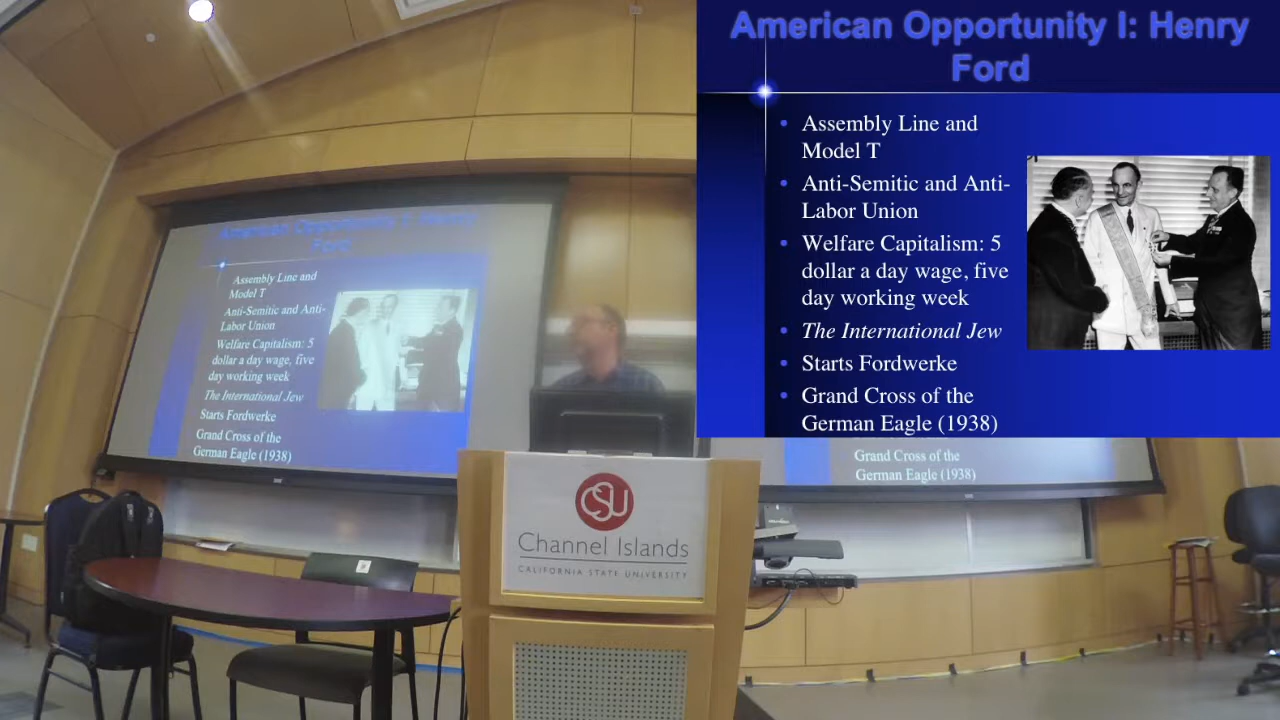 American Opportunity I: Henry
Ford
Assembly Line and
Model T
Anti-Semitic and Anti-
Labor Union
Welfare Capitalism: 5
dollar a day wage, five
day working week
The International Jew
Starts Fordwerke
Grand Cross of the
German Eagle (1938)
American Opportunity I: Henry
Ford
Assembly Line and
Model T
Anti-Semitic and Anti-
Labor Union
Welfare Capitalism: 5
dollar a day wage, five
day working week
The International Jew
Starts Fordwerke
Grand Cross of the
German Eagle (1938)
Grand Cross of the
German Eagle (1938)
CSU
Channel Islands
CALIFORNIA STATE UNIVERSITY